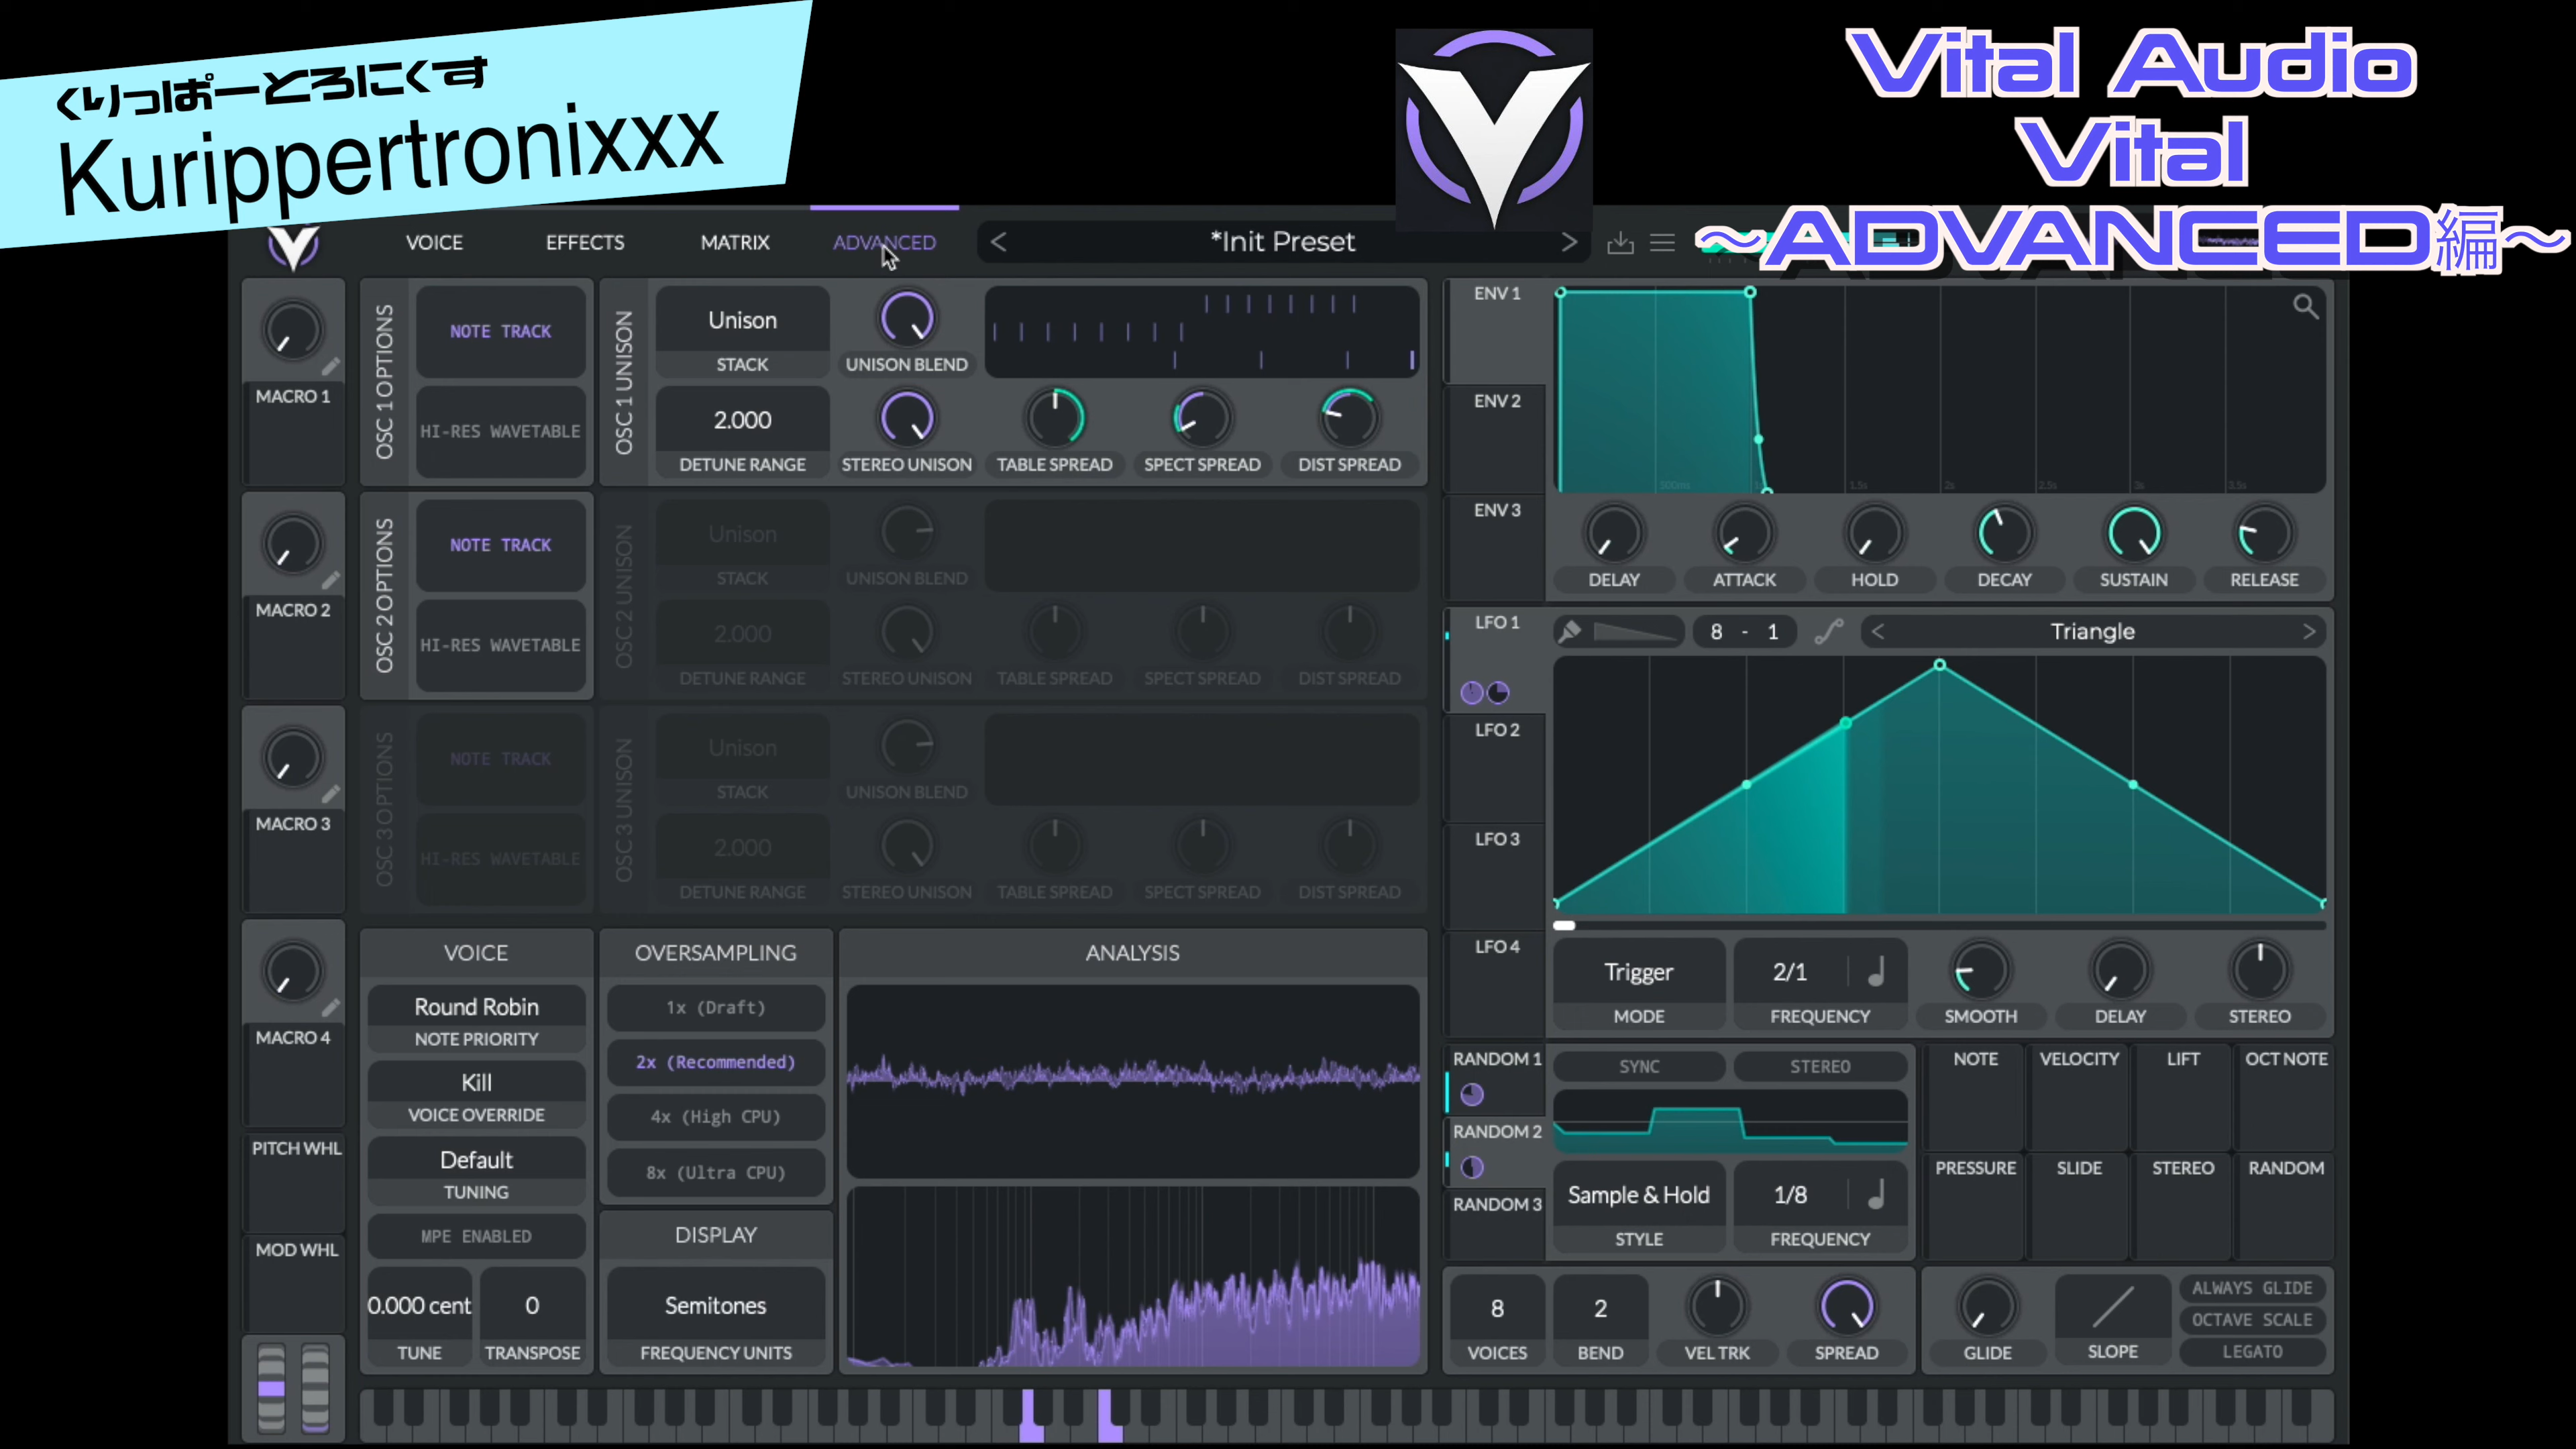 くりっぱーとろにくす
Kurippertronixxx
Vital Audio
Vital
〜ADVANCED編〜
VOICE
EFFECTS
MATRIX
ADVANCED
*Init Preset
MACRO 1
MACRO 2
MACRO 3
MACRO 4
PITCH WHL
MOD WHL
OSC 1 OPTIONS
NOTE TRACK
HI-RES WAVETABLE
OSC 1 UNISON
Unison
STACK
UNISON BLEND
2.000
DETUNE RANGE
STEREO UNISON
TABLE SPREAD
SPECT SPREAD
DIST SPREAD
OSC 2 OPTIONS
NOTE TRACK
HI-RES WAVETABLE
OSC 2 UNISON
Unison
STACK
UNISON BLEND
2.000
DETUNE RANGE
STEREO UNISON
TABLE SPREAD
SPECT SPREAD
DIST SPREAD
OSC 3 OPTIONS
NOTE TRACK
HI-RES WAVETABLE
OSC 3 UNISON
Unison
STACK
UNISON BLEND
2.000
DETUNE RANGE
STEREO UNISON
TABLE SPREAD
SPECT SPREAD
DIST SPREAD
VOICE
Round Robin
NOTE PRIORITY
Kill
VOICE OVERRIDE
Default
TUNING
MPE ENABLED
0.000 cent
TUNE
0
TRANSPOSE
OVERSAMPLING
1x (Draft)
2x (Recommended)
4x (High CPU)
8x (Ultra CPU)
DISPLAY
Semitones
FREQUENCY UNITS
ANALYSIS
ENV 1
ENV 2
ENV 3
500ms
1.5s
2s
2.5s
3s
3.5s
DELAY
ATTACK
HOLD
DECAY
SUSTAIN
RELEASE
LFO 1
LFO 2
LFO 3
LFO 4
8 - 1
Triangle
Trigger
MODE
2/1
FREQUENCY
SMOOTH
DELAY
STEREO
RANDOM 1
RANDOM 2
RANDOM 3
SYNC
STEREO
Sample & Hold
STYLE
1/8
FREQUENCY
NOTE
VELOCITY
LIFT
OCT NOTE
PRESSURE
SLIDE
STEREO
RANDOM
8
VOICES
2
BEND
VEL TRK
SPREAD
GLIDE
SLOPE
ALWAYS GLIDE
OCTAVE SCALE
LEGATO